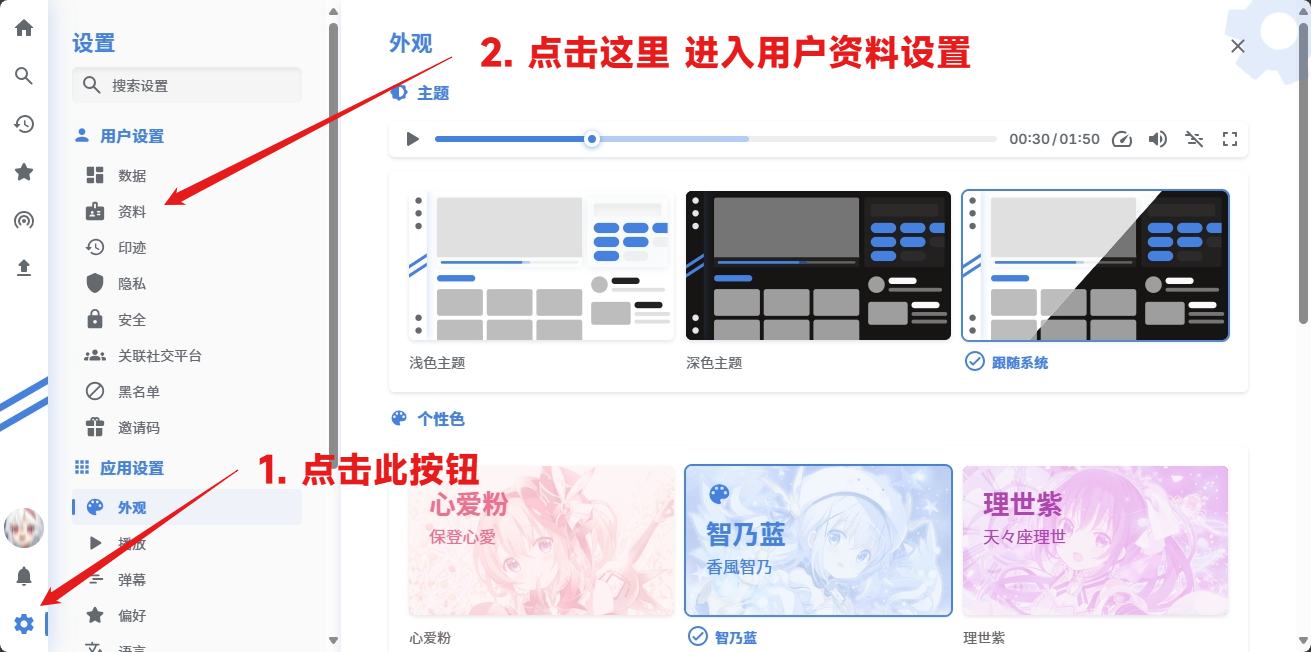 设置
搜索设置
用户设置
数据
资料
印迹
隐私
安全
关联社交平台
黑名单
邀请码
应用设置
外观
播放
弹幕
偏好
语言
外观
2. 点击这里 进入用户资料设置
主题
00:30/01:50
浅色主题
深色主题
跟随系统
个性色
1. 点击此按钮
心爱粉
保登心愛
智乃蓝
香風智乃
理世紫
天々座理世
心爱粉
智乃蓝
理世紫